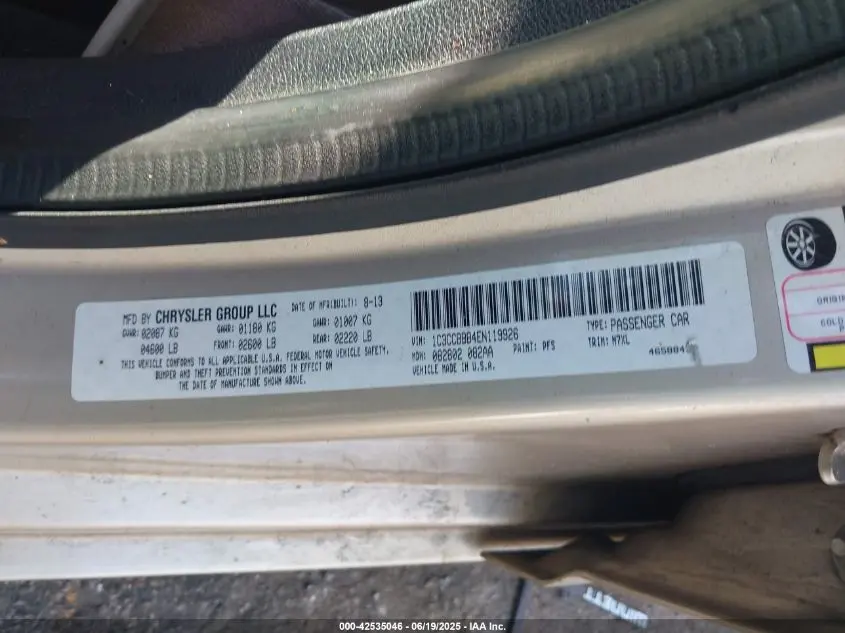 MFD BY CHRYSLER GROUP LLC DATE OF MFR(BUILT): 8-13
GVWR: 02087 KG GAWR: 01180 KG GAWR: 01007 KG
04600 LB FRONT: 02600 LB REAR: 02220 LB
THIS VEHICLE CONFORMS TO ALL APPLICABLE U.S.A. FEDERAL MOTOR VEHICLE SAFETY,
BUMPER AND THEFT PREVENTION STANDARDS IN EFFECT ON
THE DATE OF MANUFACTURE SHOWN ABOVE.
VIN: 1C3CCBBB4EN119926 TYPE: PASSENGER CAR
MDH: 082802 082AA PAINT: PFS TRIM: M7XL
VEHICLE MADE IN U.S.A.
ORIGIN
COLD
000-42535046 - 06/19/2025 - IAA Inc.